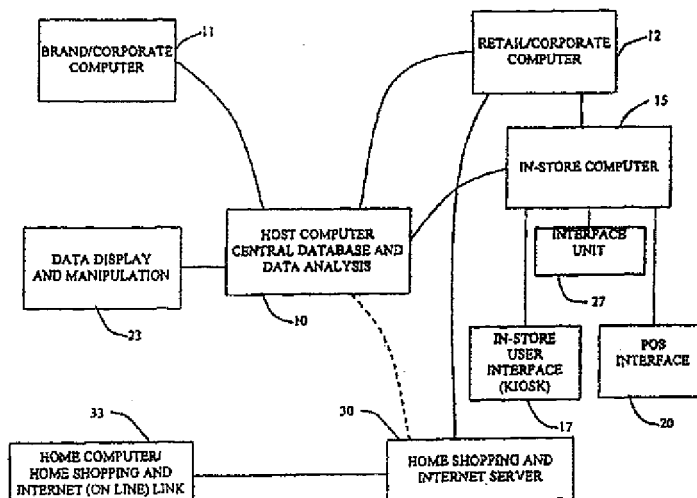 11
BRAND/CORPORATE
COMPUTER
RETAIL/CORPORATE
COMPUTER
12
15
IN-STORE COMPUTER
HOST COMPUTER
CENTRAL DATABASE AND
DATA ANALYSIS
10
DATA DISPLAY
AND MANIPULATION
23
INTERFACE
UNIT
27
IN-STORE
USER
INTERFACE
(KIOSK)
17
POS
INTERFACE
20
33
HOME COMPUTER/
HOME SHOPPING AND
INTERNET (ON LINE) LINK
30
HOME SHOPPING AND
INTERNET SERVER